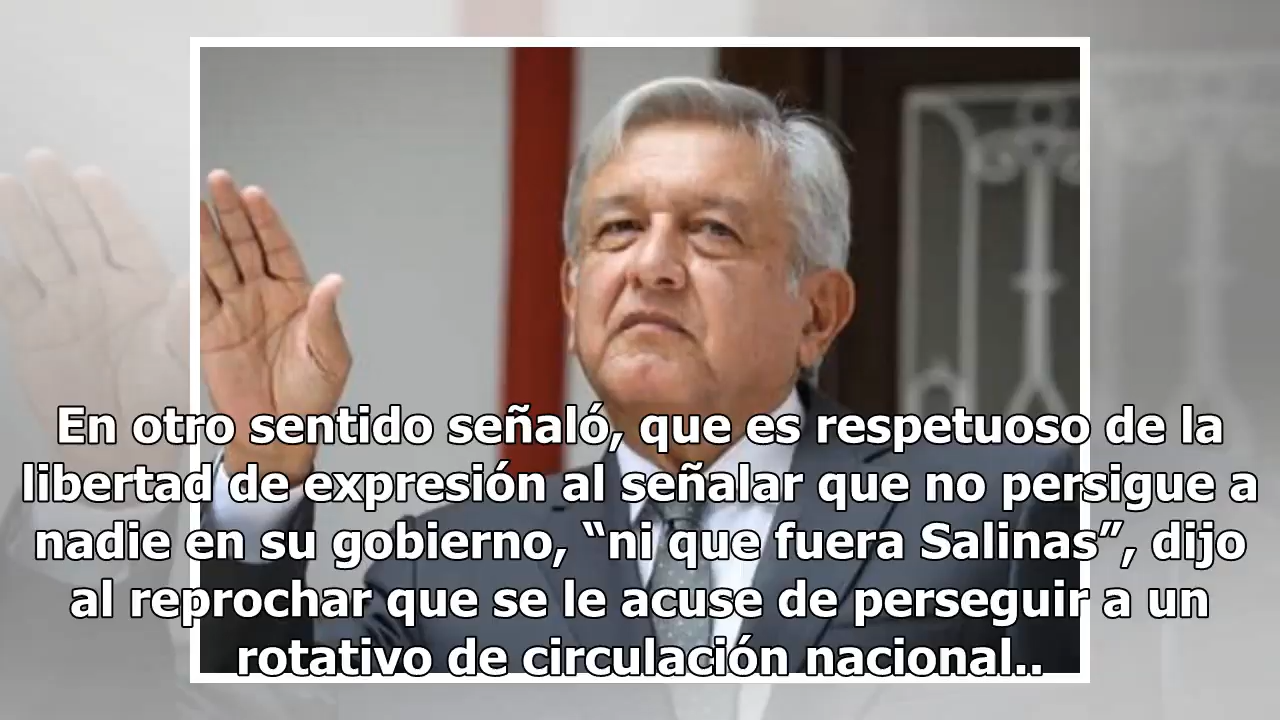 En otro sentido señaló, que es respetuoso de la
libertad de expresión al señalar que no persigue a
nadie en su gobierno, “ni que fuera Salinas”, dijo
al reprochar que se le acuse de perseguir a un
rotativo de circulación nacional..